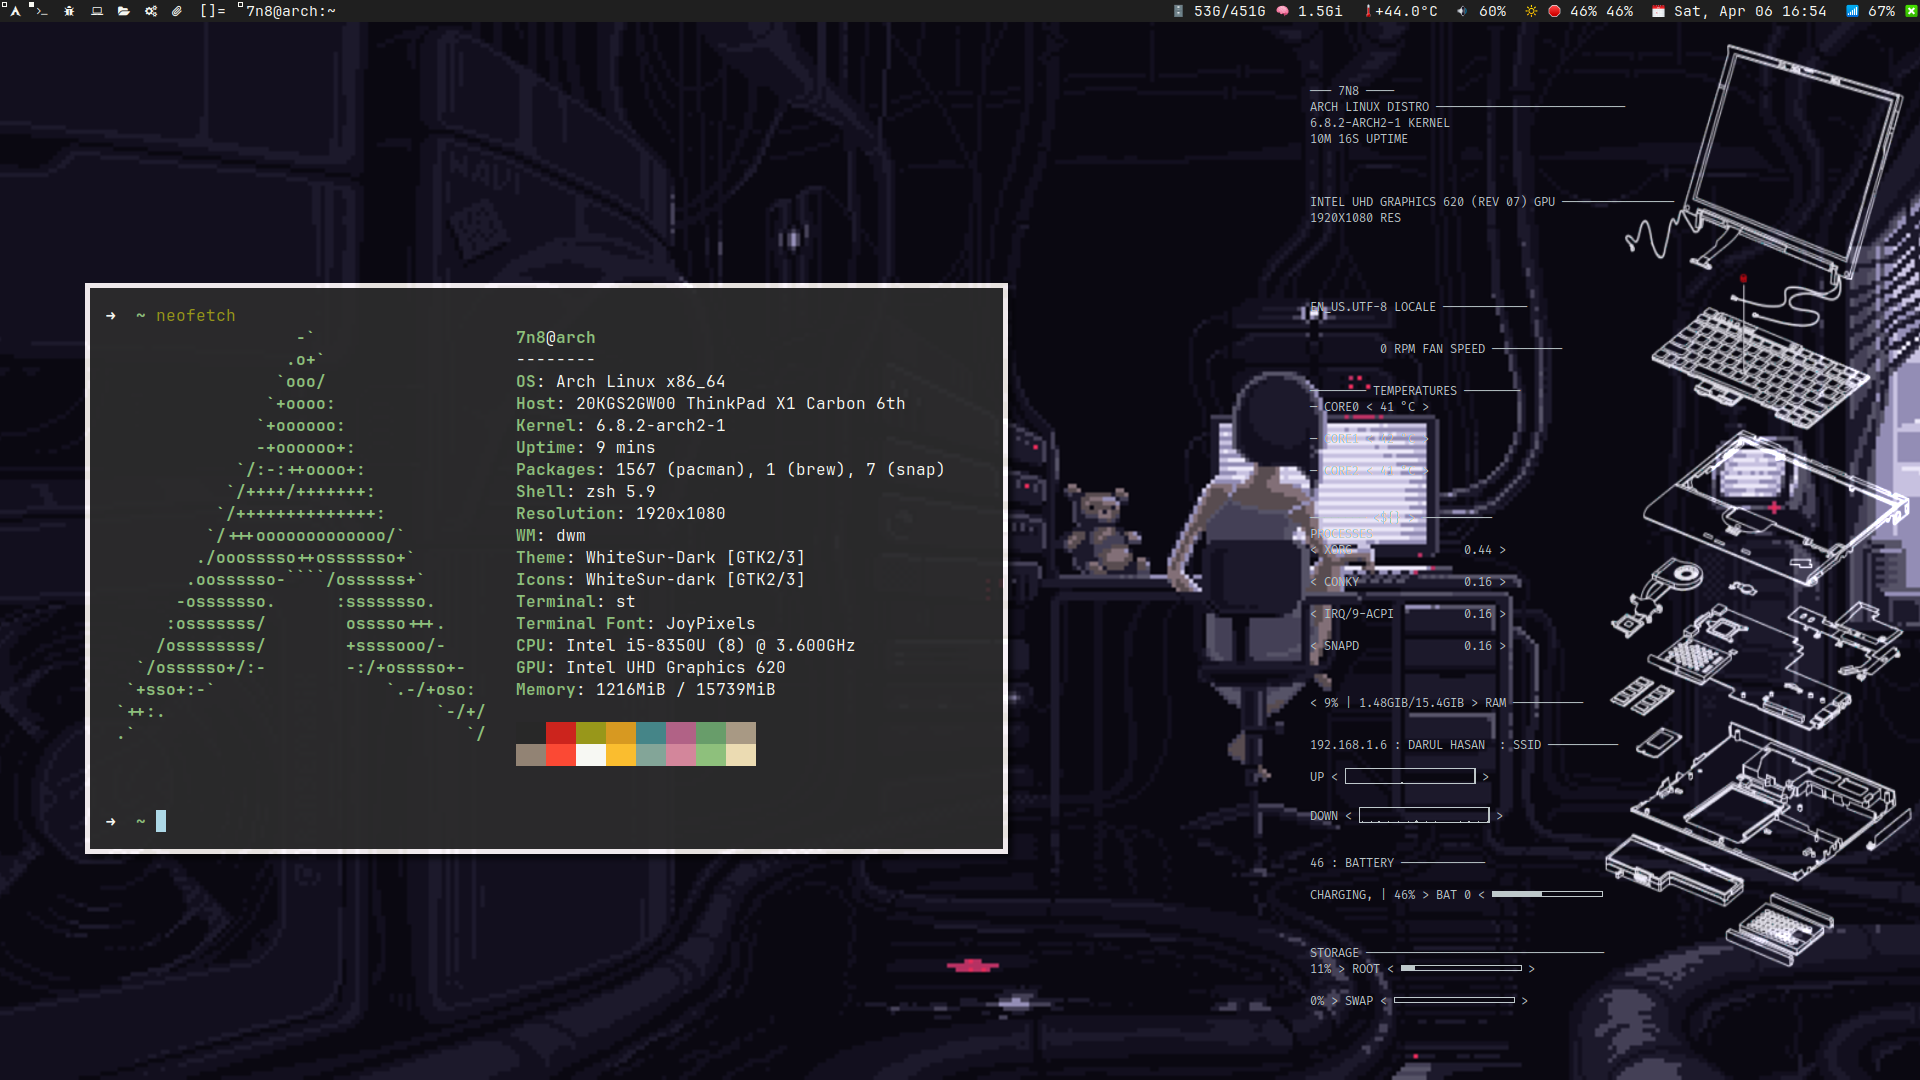 []= 7n8@arch:~ 53G/451G 1.5Gi +44.0°C 60% 46% 46% Sat, Apr 06 16:54 67%
→ ~ neofetch
-`
.o+`
`ooo/
`+oooo:
`+oooooo:
-+oooooo+:
`/:-:++oooo+:
`/++++/+++++++:
`/++++++++++++++:
`/+++ooooooooooooo/`
./ooosssso++osssssso+`
.oossssso-````/ossssss+`
-osssssso.      :ssssssso.
:osssssss/        osssso+++.
/ossssssss/        +ssssooo/-
`/ossssso+/:-        -:/+osssso+-
`+sso+:-`                 `.-/+oso:
`++:.                           `-/+/
.`                                 `/
7n8@arch
--------
OS: Arch Linux x86_64
Host: 20KGS2GW00 ThinkPad X1 Carbon 6th
Kernel: 6.8.2-arch2-1
Uptime: 9 mins
Packages: 1567 (pacman), 1 (brew), 7 (snap)
Shell: zsh 5.9
Resolution: 1920x1080
WM: dwm
Theme: WhiteSur-Dark [GTK2/3]
Icons: WhiteSur-dark [GTK2/3]
Terminal: st
Terminal Font: JoyPixels
CPU: Intel i5-8350U (8) @ 3.600GHz
GPU: Intel UHD Graphics 620
Memory: 1216MiB / 15739MiB
→ ~
7N8
ARCH LINUX DISTRO
6.8.2-ARCH2-1 KERNEL
10M 16S UPTIME
INTEL UHD GRAPHICS 620 (REV 07) GPU
1920X1080 RES
EN_US.UTF-8 LOCALE
0 RPM FAN SPEED
TEMPERATURES
CORE0 < 41 °C >
PROCESSES
< XORG 0.44 >
< CONKY 0.16 >
< IRQ/9-ACPI 0.16 >
< SNAPD 0.16 >
< 9% | 1.48GIB/15.4GIB > RAM
192.168.1.6 : DARUL HASAN : SSID
UP < >
DOWN < >
46 : BATTERY
CHARGING, | 46% > BAT 0 <
STORAGE
11% > ROOT < >
0% > SWAP < >
NAVI